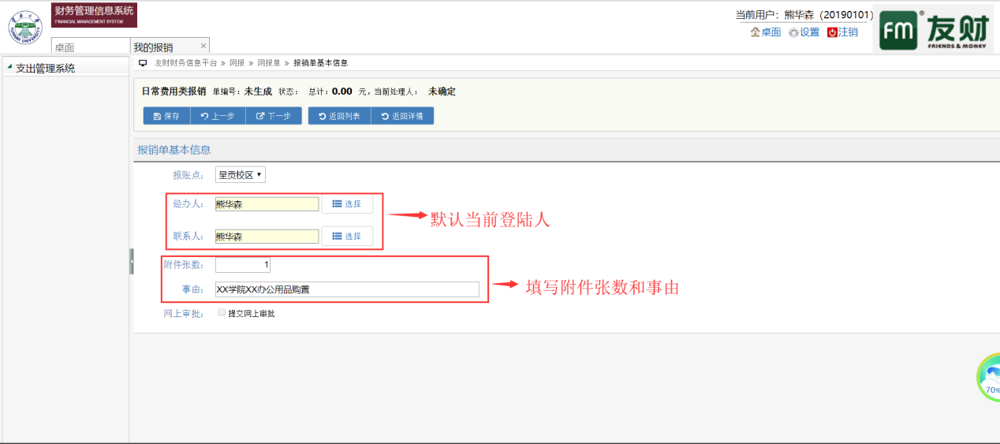 财务管理信息系统
FINANCIAL MANAGEMENT SYSTEM
当前用户：熊华森（20190101）
桌面 设置 注销
FM ® 友财
FRIENDS & MONEY
桌面 我的报销 ×
支出管理系统
友财财务信息平台 » 网报 » 网报单 » 报销单基本信息
日常费用类报销 单编号：未生成 状态： 总计：0.00 元，当前处理人： 未确定
保存 上一步 下一步 返回列表 返回详情
报销单基本信息
报账点： 呈贡校区
经办人： 熊华森 选择
默认当前登陆人
联系人： 熊华森 选择
附件张数： 1
填写附件张数和事由
事由： XX学院XX办公用品购置
网上审批： 提交网上审批
70%